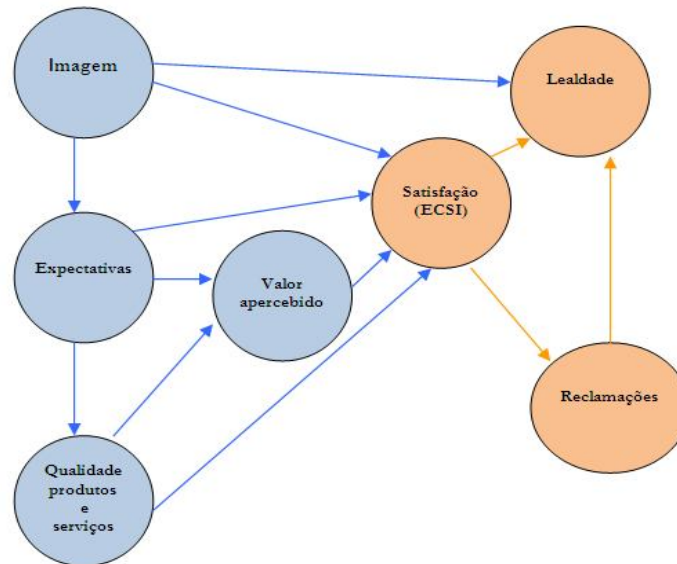 Imagem
Lealdade
Satisfação
(ECSI)
Expectativas
Valor
apercebido
Reclamações
Qualidade
produtos
e
serviços